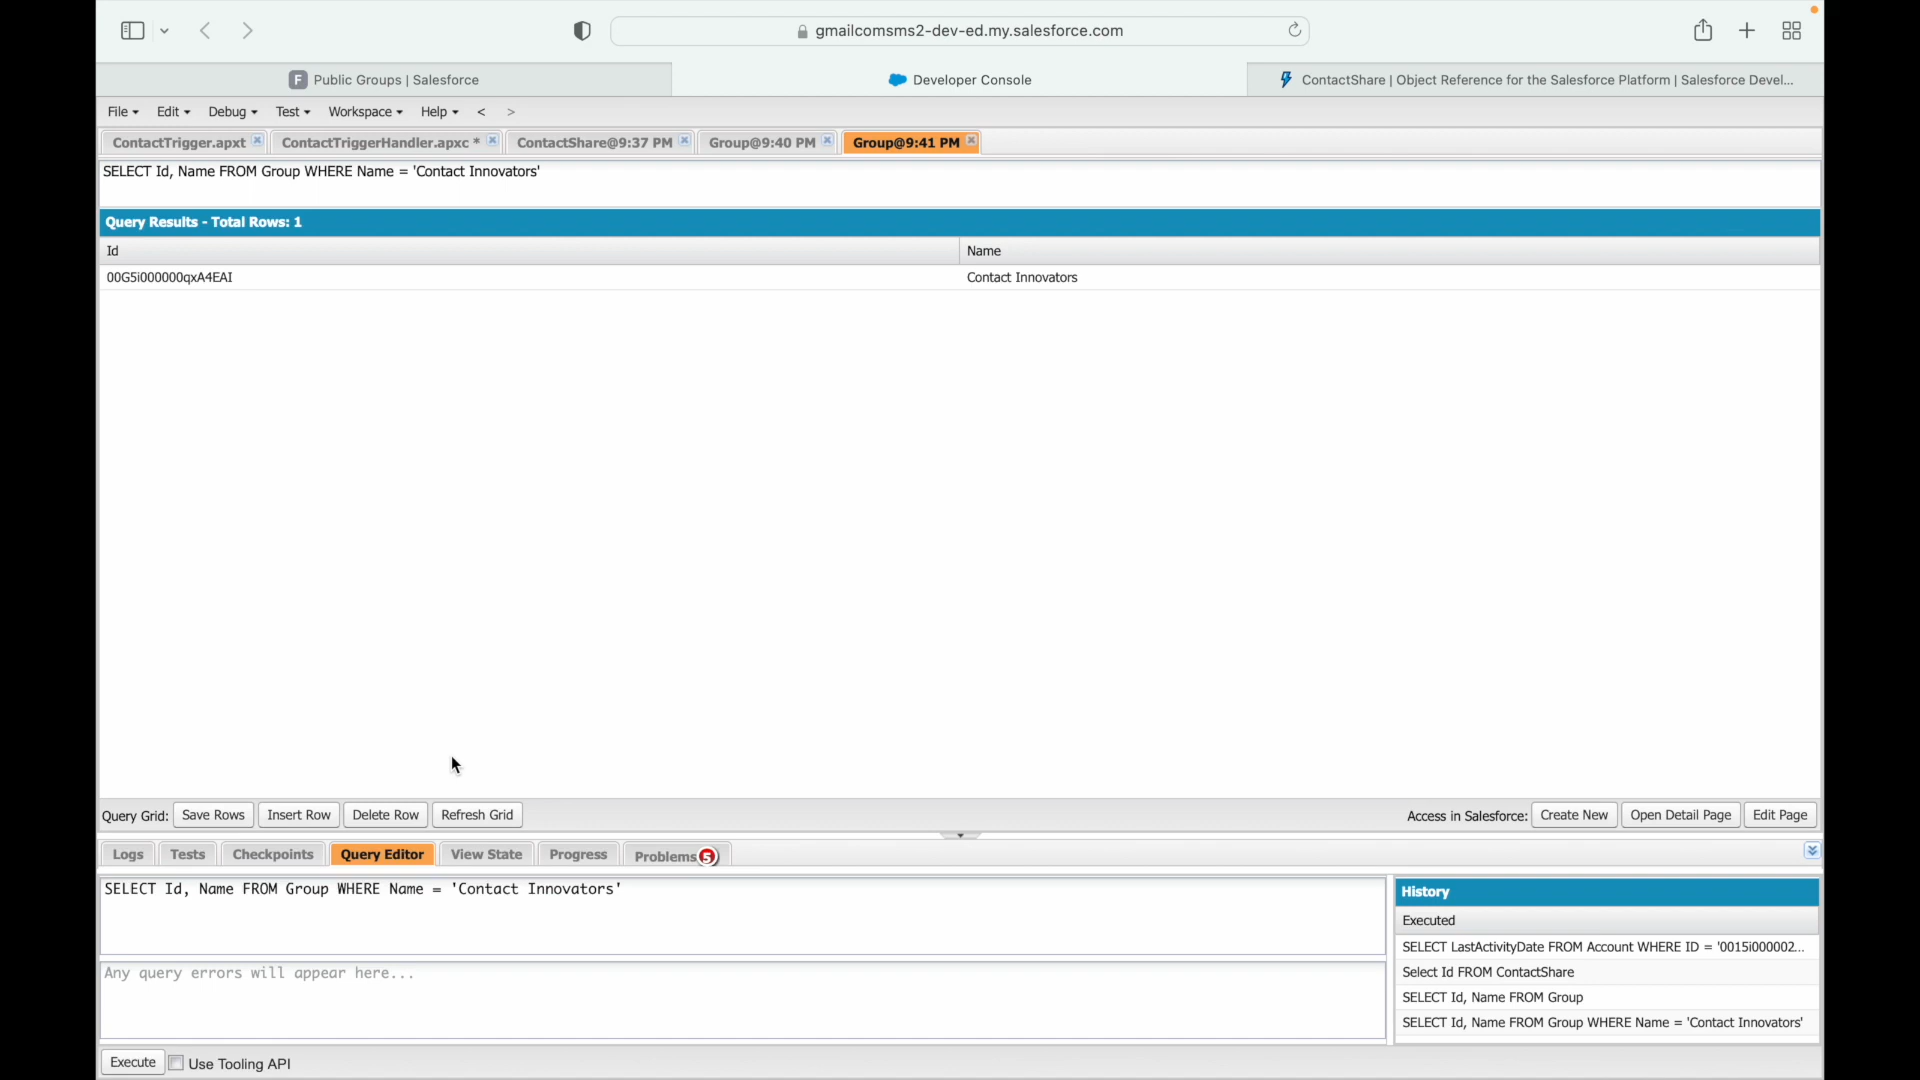 gmailcomsms2-dev-ed.my.salesforce.com
F Public Groups | Salesforce
Developer Console
ContactShare | Object Reference for the Salesforce Platform | Salesforce Devel...
File Edit Debug Test Workspace Help < >
ContactTrigger.apxt ContactTriggerHandler.apxc * ContactShare@9:37 PM Group@9:40 PM Group@9:41 PM
SELECT Id, Name FROM Group WHERE Name = 'Contact Innovators'
Query Results - Total Rows: 1
Id Name
00G5i000000qxA4EAI Contact Innovators
Query Grid: Save Rows Insert Row Delete Row Refresh Grid Access in Salesforce: Create New Open Detail Page Edit Page
Logs Tests Checkpoints Query Editor View State Progress Problems 5
SELECT Id, Name FROM Group WHERE Name = 'Contact Innovators'
Any query errors will appear here...
History
Executed
SELECT LastActivityDate FROM Account WHERE ID = '0015i000002...
Select Id FROM ContactShare
SELECT Id, Name FROM Group
SELECT Id, Name FROM Group WHERE Name = 'Contact Innovators'
Execute Use Tooling API